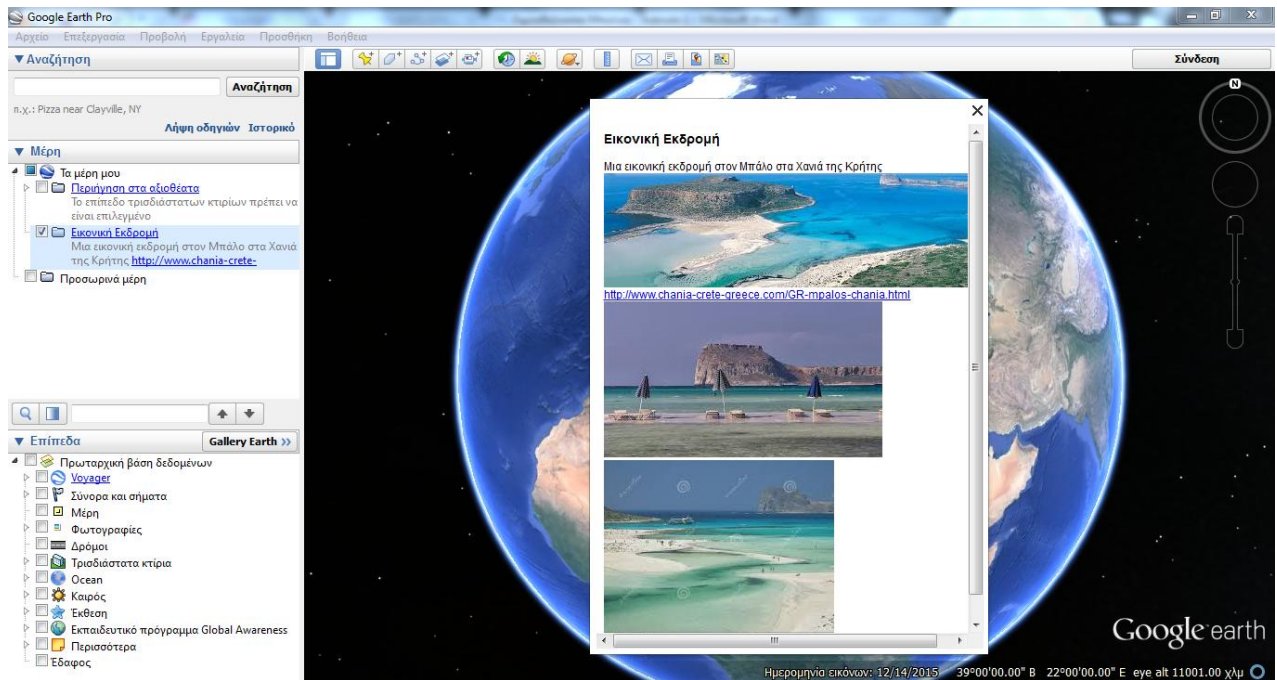 Google Earth Pro
Αρχείο Επεξεργασία Προβολή Εργαλεία Προσθήκη Βοήθεια
Αναζήτηση
Σύνδεση
Αναζήτηση
π.χ.: Pizza near Clayville, NY
Λήψη οδηγιών Ιστορικό
Μέρη
Τα μέρη μου
Περιήγηση στα αξιοθέατα
Το επίπεδο τρισδιάστατων κτιρίων πρέπει να
είναι επιλεγμένο
Εικονική Εκδρομή
Μια εικονική εκδρομή στον Μπάλο στα Χανιά
της Κρήτης http://www.chania-crete-
Προσωρινά μέρη
Επίπεδα
Gallery Earth »
Πρωταρχική βάση δεδομένων
Voyager
Σύνορα και σήματα
Μέρη
Φωτογραφίες
Δρόμοι
Τρισδιάστατα κτίρια
Ocean
Καιρός
Έκθεση
Εκπαιδευτικό πρόγραμμα Global Awareness
Περισσότερα
Έδαφος
Εικονική Εκδρομή
Μια εικονική εκδρομή στον Μπάλο στα Χανιά της Κρήτης
http://www.chania-crete-greece.com/GR-mpalos-chania.html
N
Google earth
Ημερομηνία εικόνων: 12/14/2015 39°00'00.00" Β 22°00'00.00" Ε eye alt 11001.00 χλμ